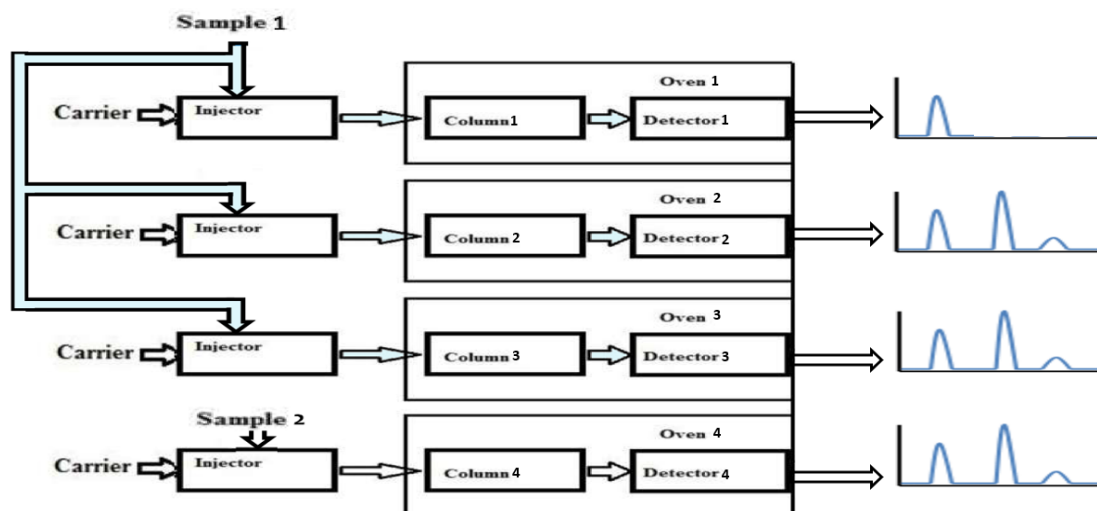 Sample 1
Oven 1
Carrier Injector Column1 Detector1
Oven 2
Carrier Injector Column2 Detector2
Oven 3
Carrier Injector Column3 Detector3
Sample 2
Oven 4
Carrier Injector Column4 Detector4